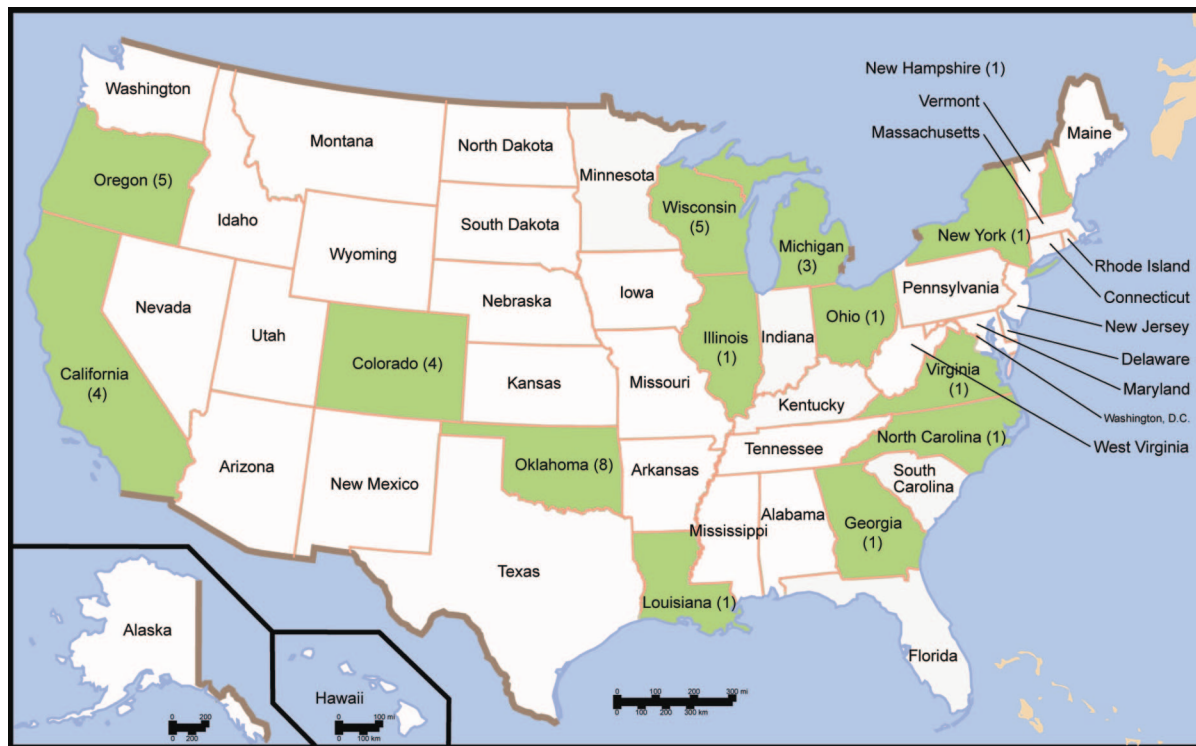 New Hampshire (1)
Vermont
Massachusetts
Maine
Washington
Montana
North Dakota
Minnesota
Oregon (5)
Idaho
South Dakota
Wisconsin
(5)
Michigan
(3)
New York (1)
Wyoming
Rhode Island
Connecticut
New Jersey
Delaware
Maryland
Washington, D.C.
West Virginia
Nevada
Utah
Nebraska
Iowa
Pennsylvania
Ohio (1)
Illinois
(1)
Indiana
California
(4)
Colorado (4)
Kansas
Missouri
Kentucky
Virginia
(1)
North Carolina (1)
Tennessee
South
Carolina
Arizona
New Mexico
Oklahoma (8)
Arkansas
Mississippi
Alabama
Georgia
(1)
Texas
Louisiana (1)
Florida
Alaska
Hawaii
0 200
0 200
0 100 mi
0 100 km
0 100 200 300 mi
0 100 200 300 km